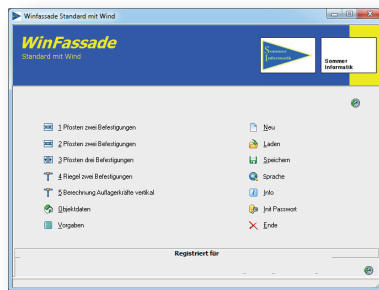 Winfassade Standard mit Wind
WinFassade
Standard mit Wind
Sommer
Informatik
Sommer
Informatik
1 Pfosten zwei Befestigungen
2 Pfosten zwei Befestigungen
3 Pfosten drei Befestigungen
4 Riegel zwei Befestigungen
5 Berechnung Auflagerkräfte vertikal
Objektdaten
Vorgaben
Neu
Laden
Speichern
Sprache
Info
Init Passwort
Ende
Registriert für